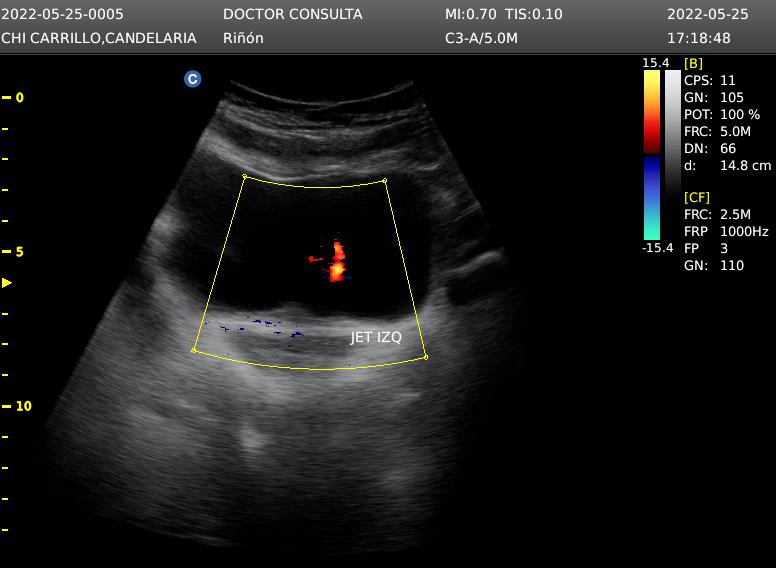 2022-05-25-0005 DOCTOR CONSULTA MI:0.70 TIS:0.10 2022-05-25
CHI CARRILLO,CANDELARIA Riñón C3-A/5.0M 17:18:48
15.4 [B]
CPS: 11
GN: 105
POT: 100 %
FRC: 5.0M
DN: 66
d: 14.8 cm
[CF]
FRC: 2.5M
FRP 1000Hz
-15.4 FP 3
GN: 110
C
0
5
10
JET IZQ